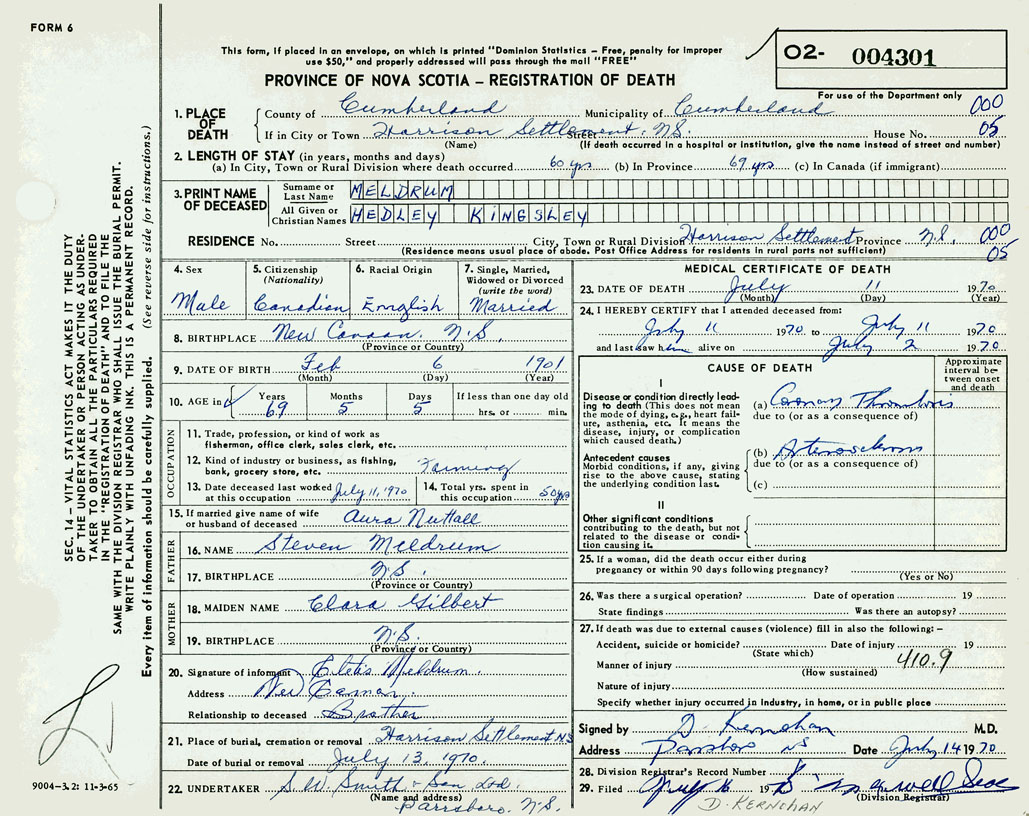 FORM 6
This form, if placed in an envelope, on which is printed "Dominion Statistics – Free, penalty for improper
use $50," and properly addressed will pass through the mail "FREE"
O2- 004301
For use of the Department only
PROVINCE OF NOVA SCOTIA – REGISTRATION OF DEATH
1. PLACE OF DEATH
County of Cumberland Municipality of Cumberland 000
If in City or Town Harrison Settlement, N.S. Street House No. 05
(Name) (If death occurred in a hospital or institution, give the name instead of street and number)
2. LENGTH OF STAY (in years, months and days)
(a) In City, Town or Rural Division where death occurred 60 yrs (b) In Province 69 yrs (c) In Canada (if immigrant)
3. PRINT NAME OF DECEASED
Surname or Last Name MELDRUM
All Given or Christian Names HEDLEY KINGSLEY
RESIDENCE No. Street City, Town or Rural Division Harrison Settlement Province N.S. 000
(Residence means usual place of abode. Post Office Address for residents in rural parts not sufficient) 05
4. Sex Male
5. Citizenship (Nationality) Canadian
6. Racial Origin English
7. Single, Married, Widowed or Divorced (write the word) Married
8. BIRTHPLACE New Canaan, N.S.
(Province or Country)
9. DATE OF BIRTH Feb 6 1901
(Month) (Day) (Year)
10. AGE in Years Months Days If less than one day old
69 5 5 hrs. or min.
OCCUPATION
11. Trade, profession, or kind of work as
fisherman, office clerk, sales clerk, etc.
12. Kind of industry or business, as fishing,
bank, grocery store, etc. Farming
13. Date deceased last worked at this occupation July 11, 1970
14. Total yrs. spent in this occupation 50 yrs
15. If married give name of wife
or husband of deceased Aura Nuttall
FATHER
16. NAME Steven Meldrum
17. BIRTHPLACE N.S.
(Province or Country)
MOTHER
18. MAIDEN NAME Clara Gilbert
19. BIRTHPLACE N.S.
(Province or Country)
20. Signature of informant Meldrum.
Address New Canaan.
Relationship to deceased Brother
21. Place of burial, cremation or removal Harrison Settlement NS
Date of burial or removal July 13, 1970.
22. UNDERTAKER S.W. Smith & Son Ltd.
(Name and address)
Parrsboro, N.S.
MEDICAL CERTIFICATE OF DEATH
23. DATE OF DEATH July 11 1970
(Month) (Day) (Year)
24. I HEREBY CERTIFY that I attended deceased from:
July 11 1970 to July 11 1970
and last saw him alive on July 2 1970
CAUSE OF DEATH
Approximate interval between onset and death
I
Disease or condition directly leading to death (This does not mean the mode of dying, e.g., heart failure, asthenia, etc. It means the disease, injury, or complication which caused death.)
(a) Coronary Thrombosis
due to (or as a consequence of)
Antecedent causes
Morbid conditions, if any, giving rise to the above cause, stating the underlying condition last.
(b) Arteriosclerosis
due to (or as a consequence of)
(c)
II
Other significant conditions
contributing to the death, but not related to the disease or condition causing it.
25. If a woman, did the death occur either during
pregnancy or within 90 days following pregnancy?
(Yes or No)
26. Was there a surgical operation? Date of operation 19
State findings Was there an autopsy?
27. If death was due to external causes (violence) fill in also the following: –
Accident, suicide or homicide? Date of injury 19
(State which)
Manner of injury 410.9
(How sustained)
Nature of injury
Specify whether injury occurred in Industry, in home, or in public place
Signed by D. Kernohan M.D.
Address Parrsboro NS Date July 14 1970
28. Division Registrar's Record Number
29. Filed July 16 19
(Division Registrar)
D. KERNOHAN
SEC. 14 – VITAL STATISTICS ACT MAKES IT THE DUTY
OF THE UNDERTAKER OR PERSON ACTING AS UNDER-
TAKER TO OBTAIN ALL THE PARTICULARS REQUIRED
IN THE "REGISTRATION OF DEATH" AND TO FILE THE
SAME WITH THE DIVISION REGISTRAR WHO SHALL ISSUE THE BURIAL PERMIT.
WRITE PLAINLY WITH UNFADING INK. THIS IS A PERMANENT RECORD.
Every item of information should be carefully supplied. (See reverse side for instructions.)
9004-3.2: 11-3-65